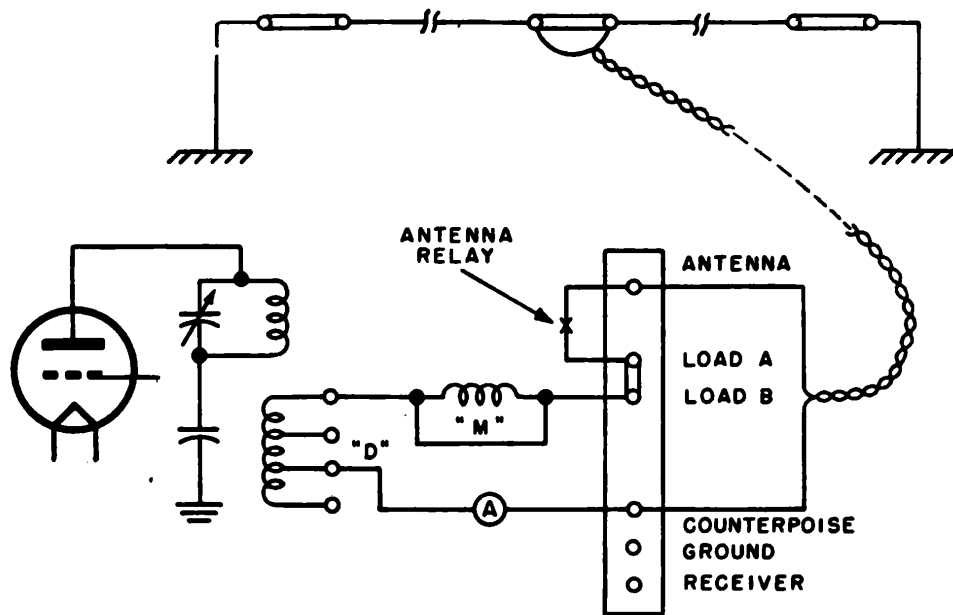 ANTENNA
RELAY
ANTENNA
LOAD A
LOAD B
"M"
"D"
A
COUNTERPOISE
GROUND
RECEIVER